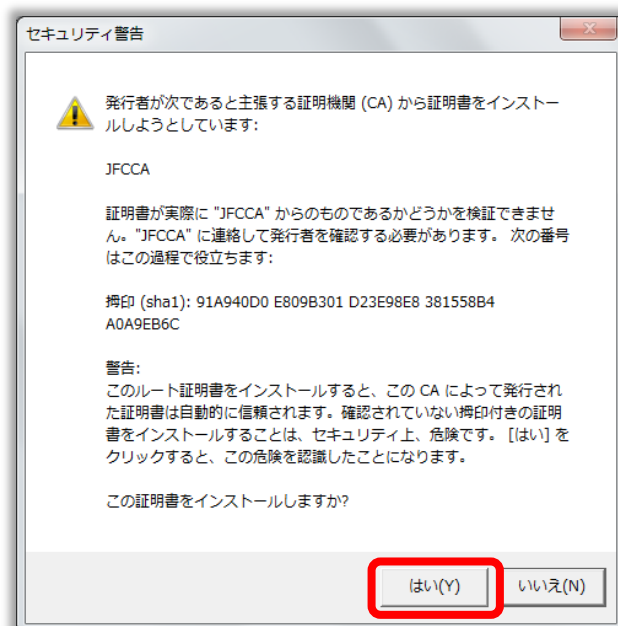 セキュリティ警告
発行者が次であると主張する証明機関 (CA) から証明書をインストー
ルしようとしています:
JFCCA
証明書が実際に "JFCCA" からのものであるかどうかを検証できませ
ん。"JFCCA" に連絡して発行者を確認する必要があります。 次の番号
はこの過程で役立ちます:
拇印 (sha1): 91A940D0 E809B301 D23E98E8 381558B4
A0A9EB6C
警告:
このルート証明書をインストールすると、この CA によって発行され
た証明書は自動的に信頼されます。確認されていない拇印付きの証明
書をインストールすることは、セキュリティ上、危険です。 [はい] を
クリックすると、この危険を認識したことになります。
この証明書をインストールしますか?
はい(Y) いいえ(N)